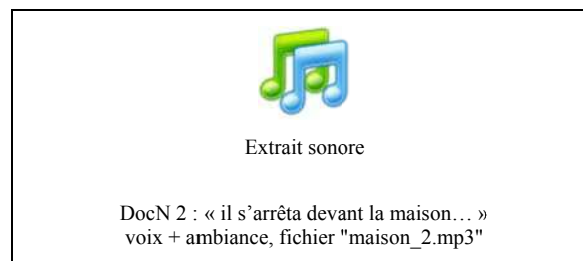 Extrait sonore
DocN 2 : « il s’arrêta devant la maison… »
voix + ambiance, fichier "maison_2.mp3"